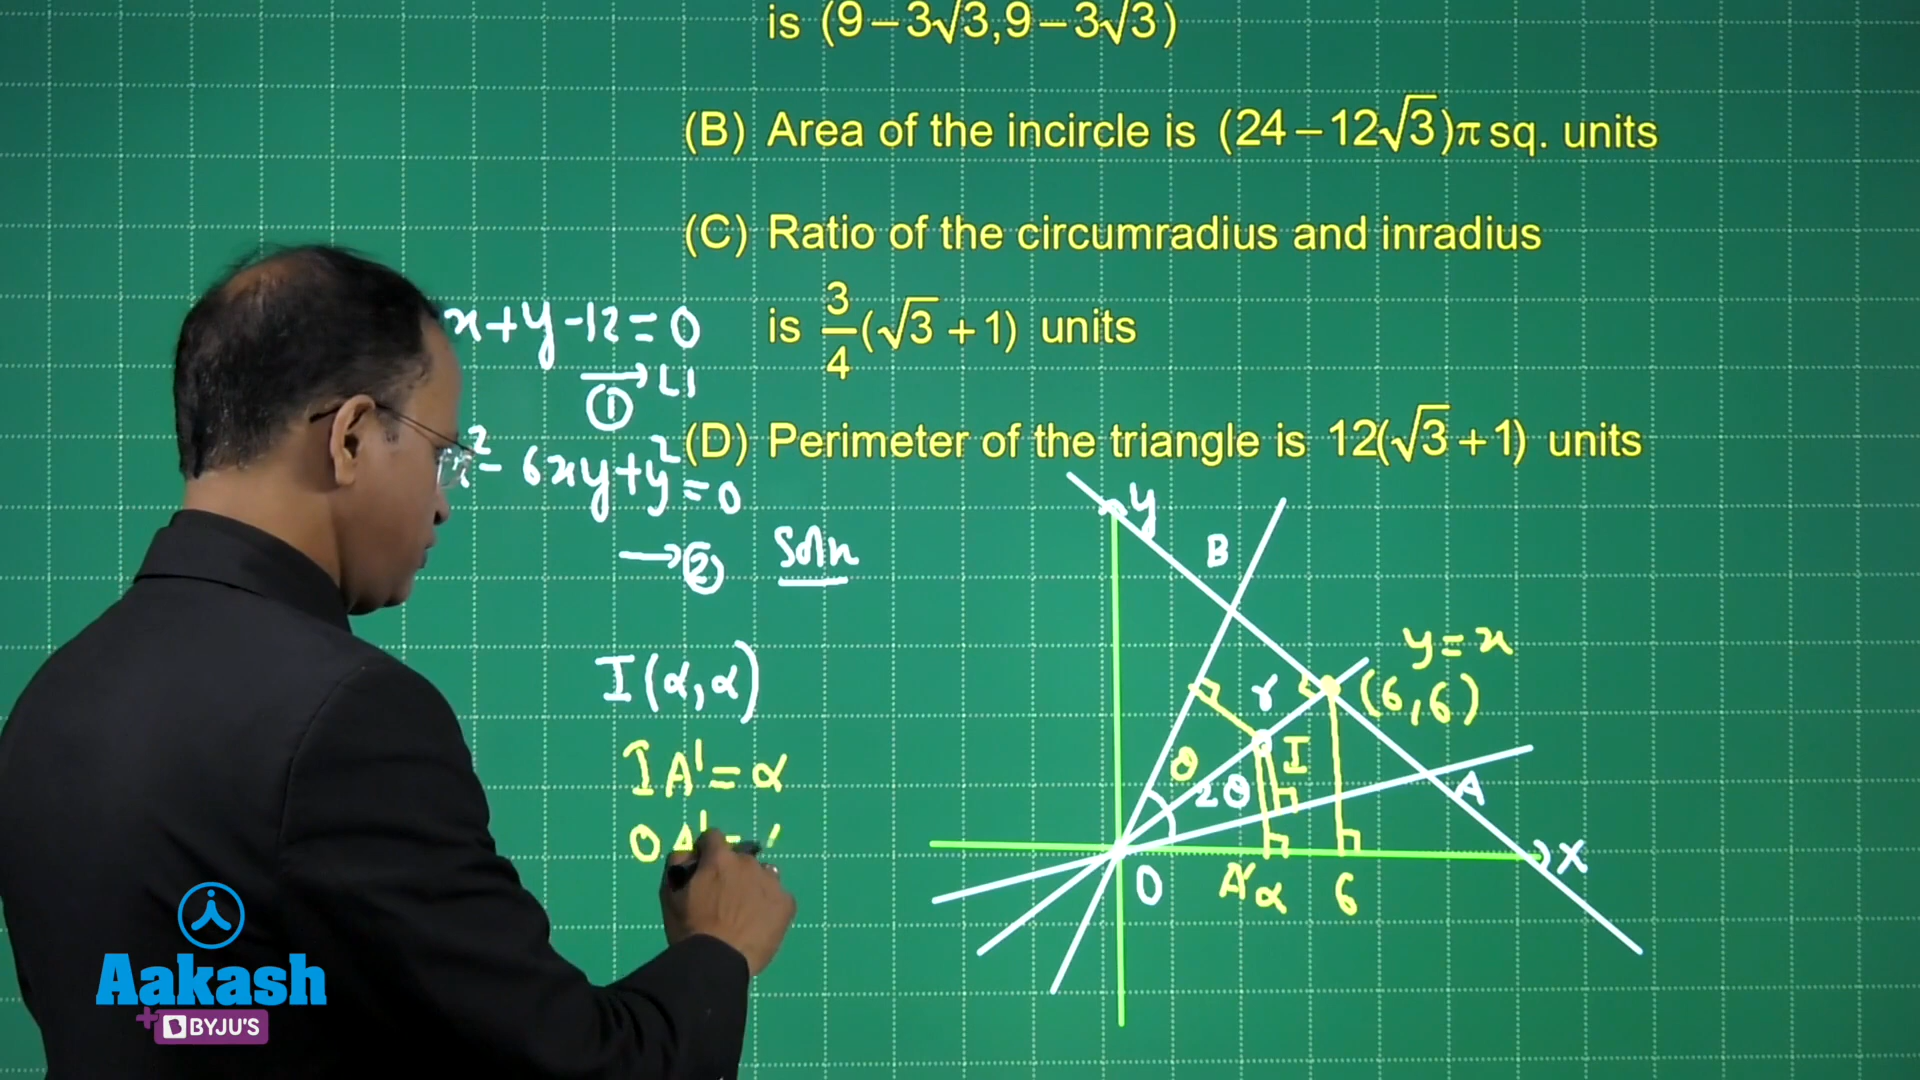 is (9 – 3√3, 9 – 3√3)
(B) Area of the incircle is (24 – 12√3)π sq. units
(C) Ratio of the circumradius and inradius
is 3/4 (√3 + 1) units
(D) Perimeter of the triangle is 12(√3 + 1) units
x+y-12=0
→ L1
①
x²- 6xy+y²=0
→②
Soln
I(α,α)
IA'=α
OA'=
y
B
y=x
(6,6)
r
I
θ
2θ
A
x
O
A'
α
6
Aakash
+ BYJU'S